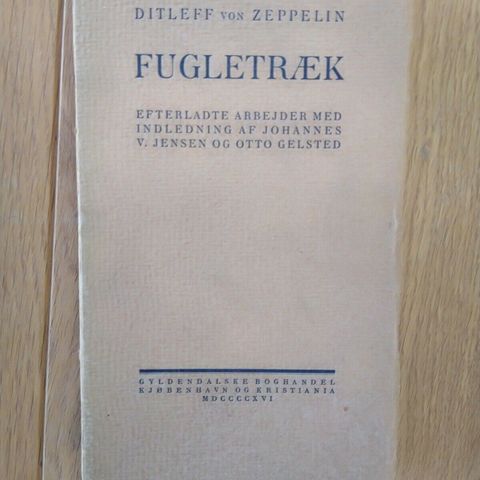 DITLEFF VON ZEPPELIN
FUGLETRÆK
EFTERLADTE ARBEJDER MED
INDLEDNING AF JOHANNES
V. JENSEN OG OTTO GELSTED
GYLDENDALSKE BOGHANDEL
KJØBENHAVN OG KRISTIANIA
MDCCCCXVI